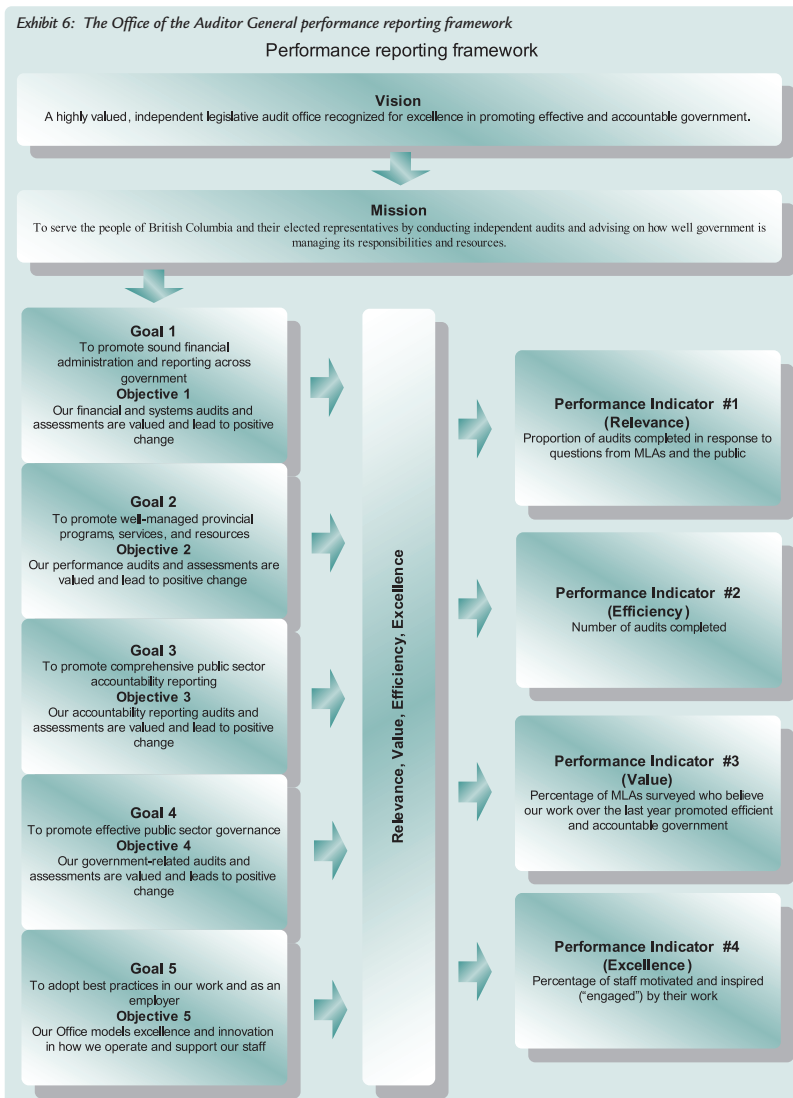 Exhibit 6: The Office of the Auditor General performance reporting framework
Performance reporting framework
Vision
A highly valued, independent legislative audit office recognized for excellence in promoting effective and accountable government.
Mission
To serve the people of British Columbia and their elected representatives by conducting independent audits and advising on how well government is
managing its responsibilities and resources.
Goal 1
To promote sound financial
administration and reporting across
government
Objective 1
Our financial and systems audits and
assessments are valued and lead to positive
change
Goal 2
To promote well-managed provincial
programs, services, and resources
Objective 2
Our performance audits and assessments are
valued and lead to positive change
Goal 3
To promote comprehensive public sector
accountability reporting
Objective 3
Our accountability reporting audits and
assessments are valued and lead to positive
change
Goal 4
To promote effective public sector governance
Objective 4
Our government-related audits and
assessments are valued and leads to positive
change
Goal 5
To adopt best practices in our work and as an
employer
Objective 5
Our Office models excellence and innovation
in how we operate and support our staff
Relevance, Value, Efficiency, Excellence
Performance Indicator #1
(Relevance)
Proportion of audits completed in response to
questions from MLAs and the public
Performance Indicator #2
(Efficiency)
Number of audits completed
Performance Indicator #3
(Value)
Percentage of MLAs surveyed who believe
our work over the last year promoted efficient
and accountable government
Performance Indicator #4
(Excellence)
Percentage of staff motivated and inspired
(“engaged”) by their work